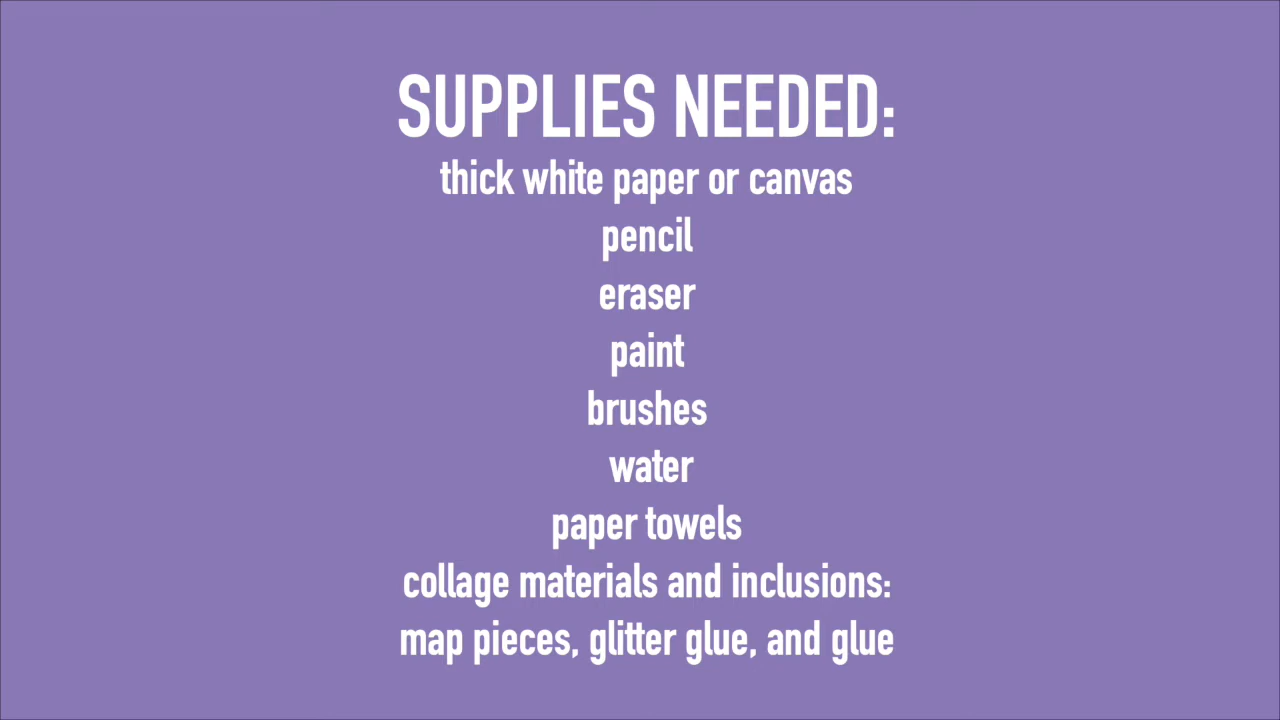 SUPPLIES NEEDED:
thick white paper or canvas
pencil
eraser
paint
brushes
water
paper towels
collage materials and inclusions:
map pieces, glitter glue, and glue